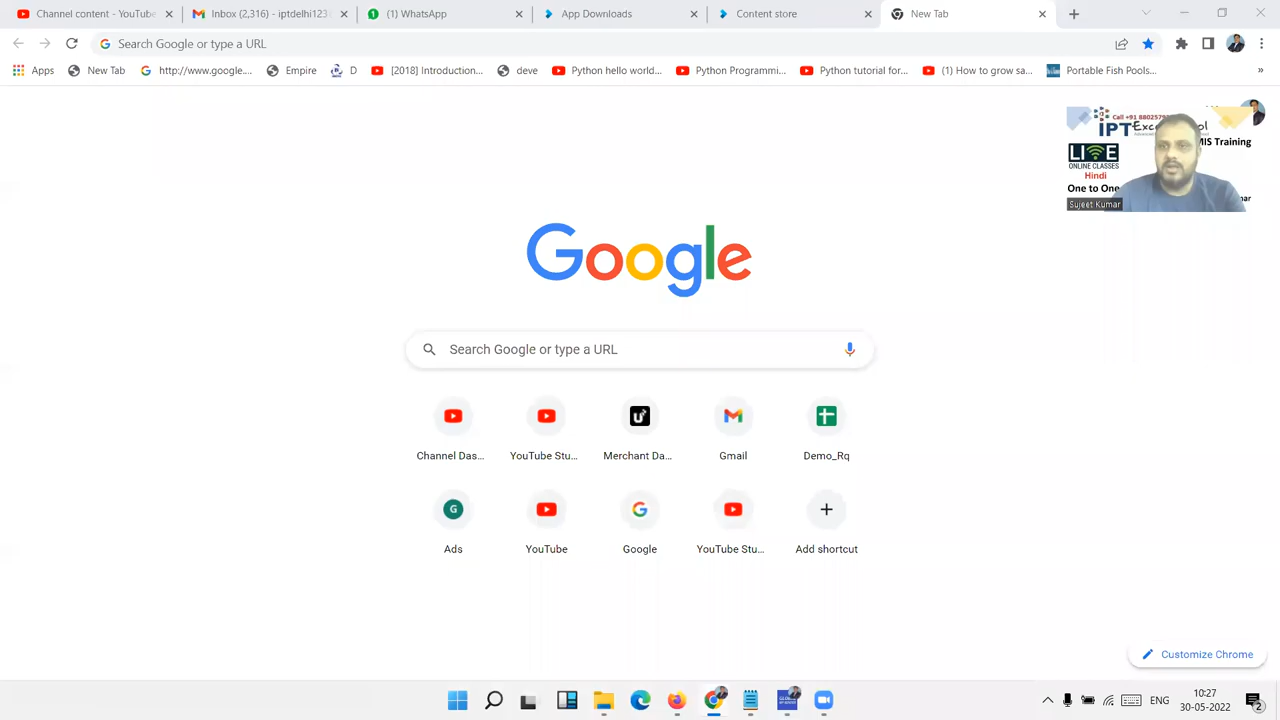 Channel content - YouTube
Inbox (2,316) - iptdelhi123
(1) WhatsApp
App Downloads
Content store
New Tab
Search Google or type a URL
Apps
New Tab
http://www.google...
Empire
D
[2018] Introduction...
deve
Python hello world...
Python Programmi...
Python tutorial for...
(1) How to grow sa...
Portable Fish Pools...
»
Call +91
IPT
MIS Training
LIVE
ONLINE CLASSES
Hindi
One to One
Sujeet Kumar
Google
Search Google or type a URL
Channel Das...
YouTube Stu...
Merchant Da...
Gmail
Demo_Rq
G
Ads
YouTube
Google
YouTube Stu...
Add shortcut
Customize Chrome
ENG
10:27
30-05-2022
2